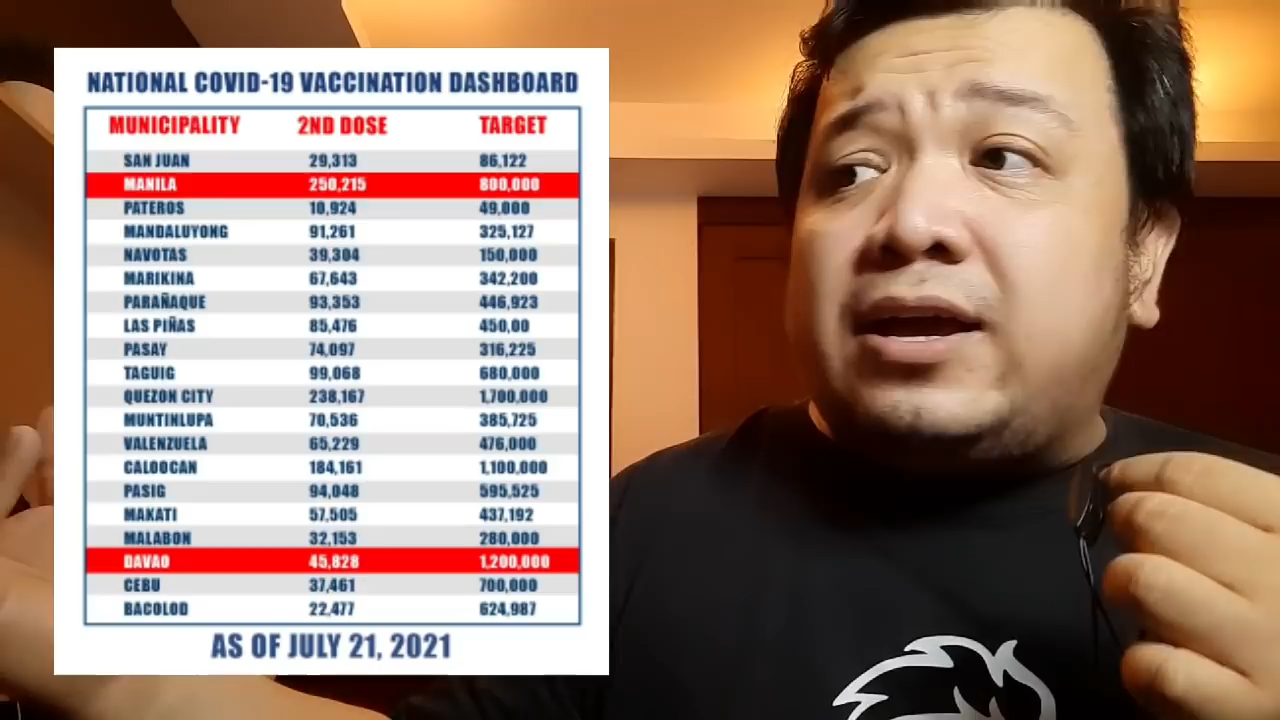 NATIONAL COVID-19 VACCINATION DASHBOARD
MUNICIPALITY 2ND DOSE TARGET
SAN JUAN 29,313 86,122
MANILA 250,215 800,000
PATEROS 10,924 49,000
MANDALUYONG 91,261 325,127
NAVOTAS 39,304 150,000
MARIKINA 67,643 342,200
PARAÑAQUE 93,353 446,923
LAS PIÑAS 85,476 450,00
PASAY 74,097 316,225
TAGUIG 99,068 680,000
QUEZON CITY 238,167 1,700,000
MUNTINLUPA 70,536 385,725
VALENZUELA 65,229 476,000
CALOOCAN 184,161 1,100,000
PASIG 94,048 595,525
MAKATI 57,505 437,192
MALABON 32,153 280,000
DAVAO 45,828 1,200,000
CEBU 37,461 700,000
BACOLOD 22,477 624,987
AS OF JULY 21, 2021